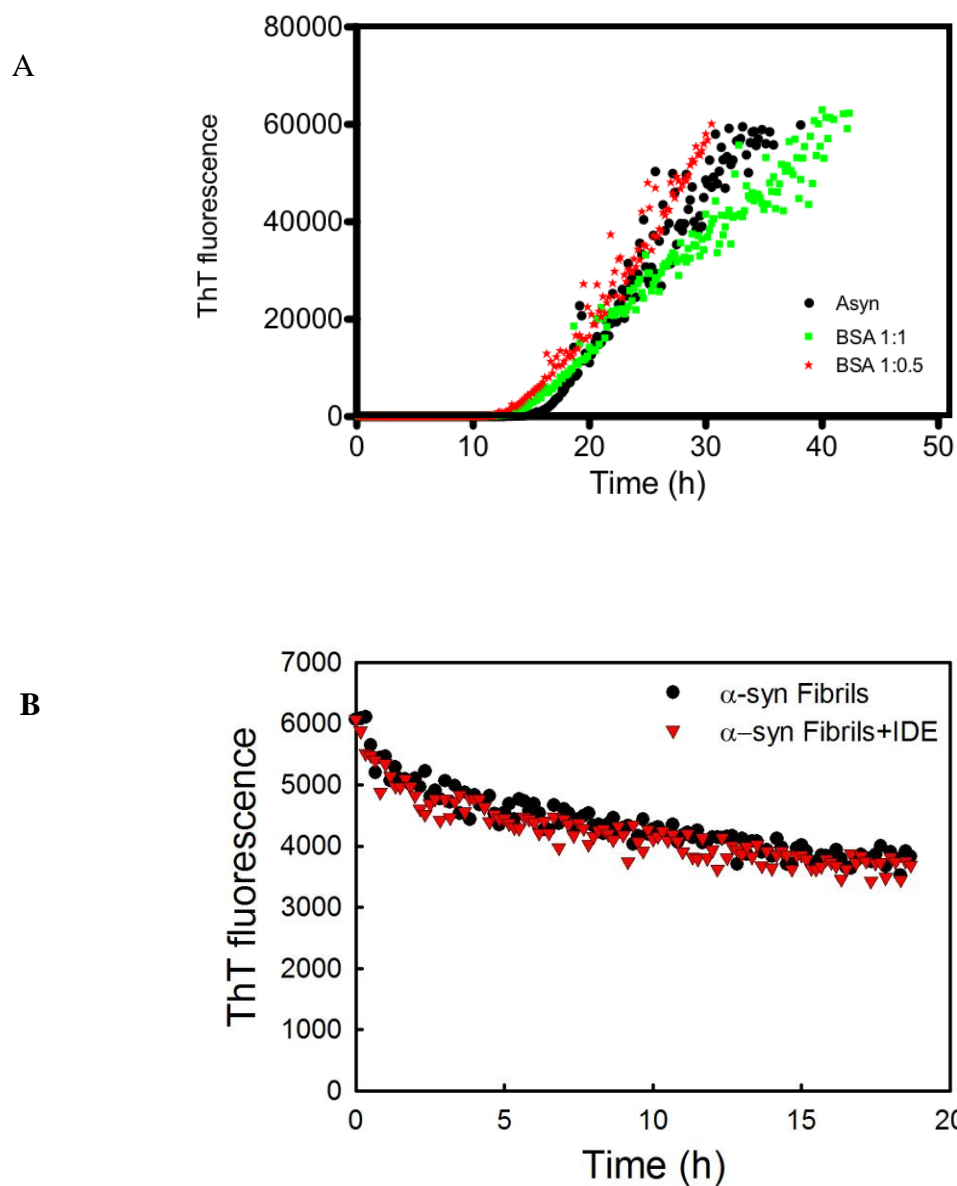 A
80000
60000
40000
20000
0
ThT fluorescence
Asyn
BSA 1:1
BSA 1:0.5
0 10 20 30 40 50
Time (h)
B
7000
6000
5000
4000
3000
2000
1000
0
ThT fluorescence
α-syn Fibrils
α−syn Fibrils+IDE
0 5 10 15 20
Time (h)